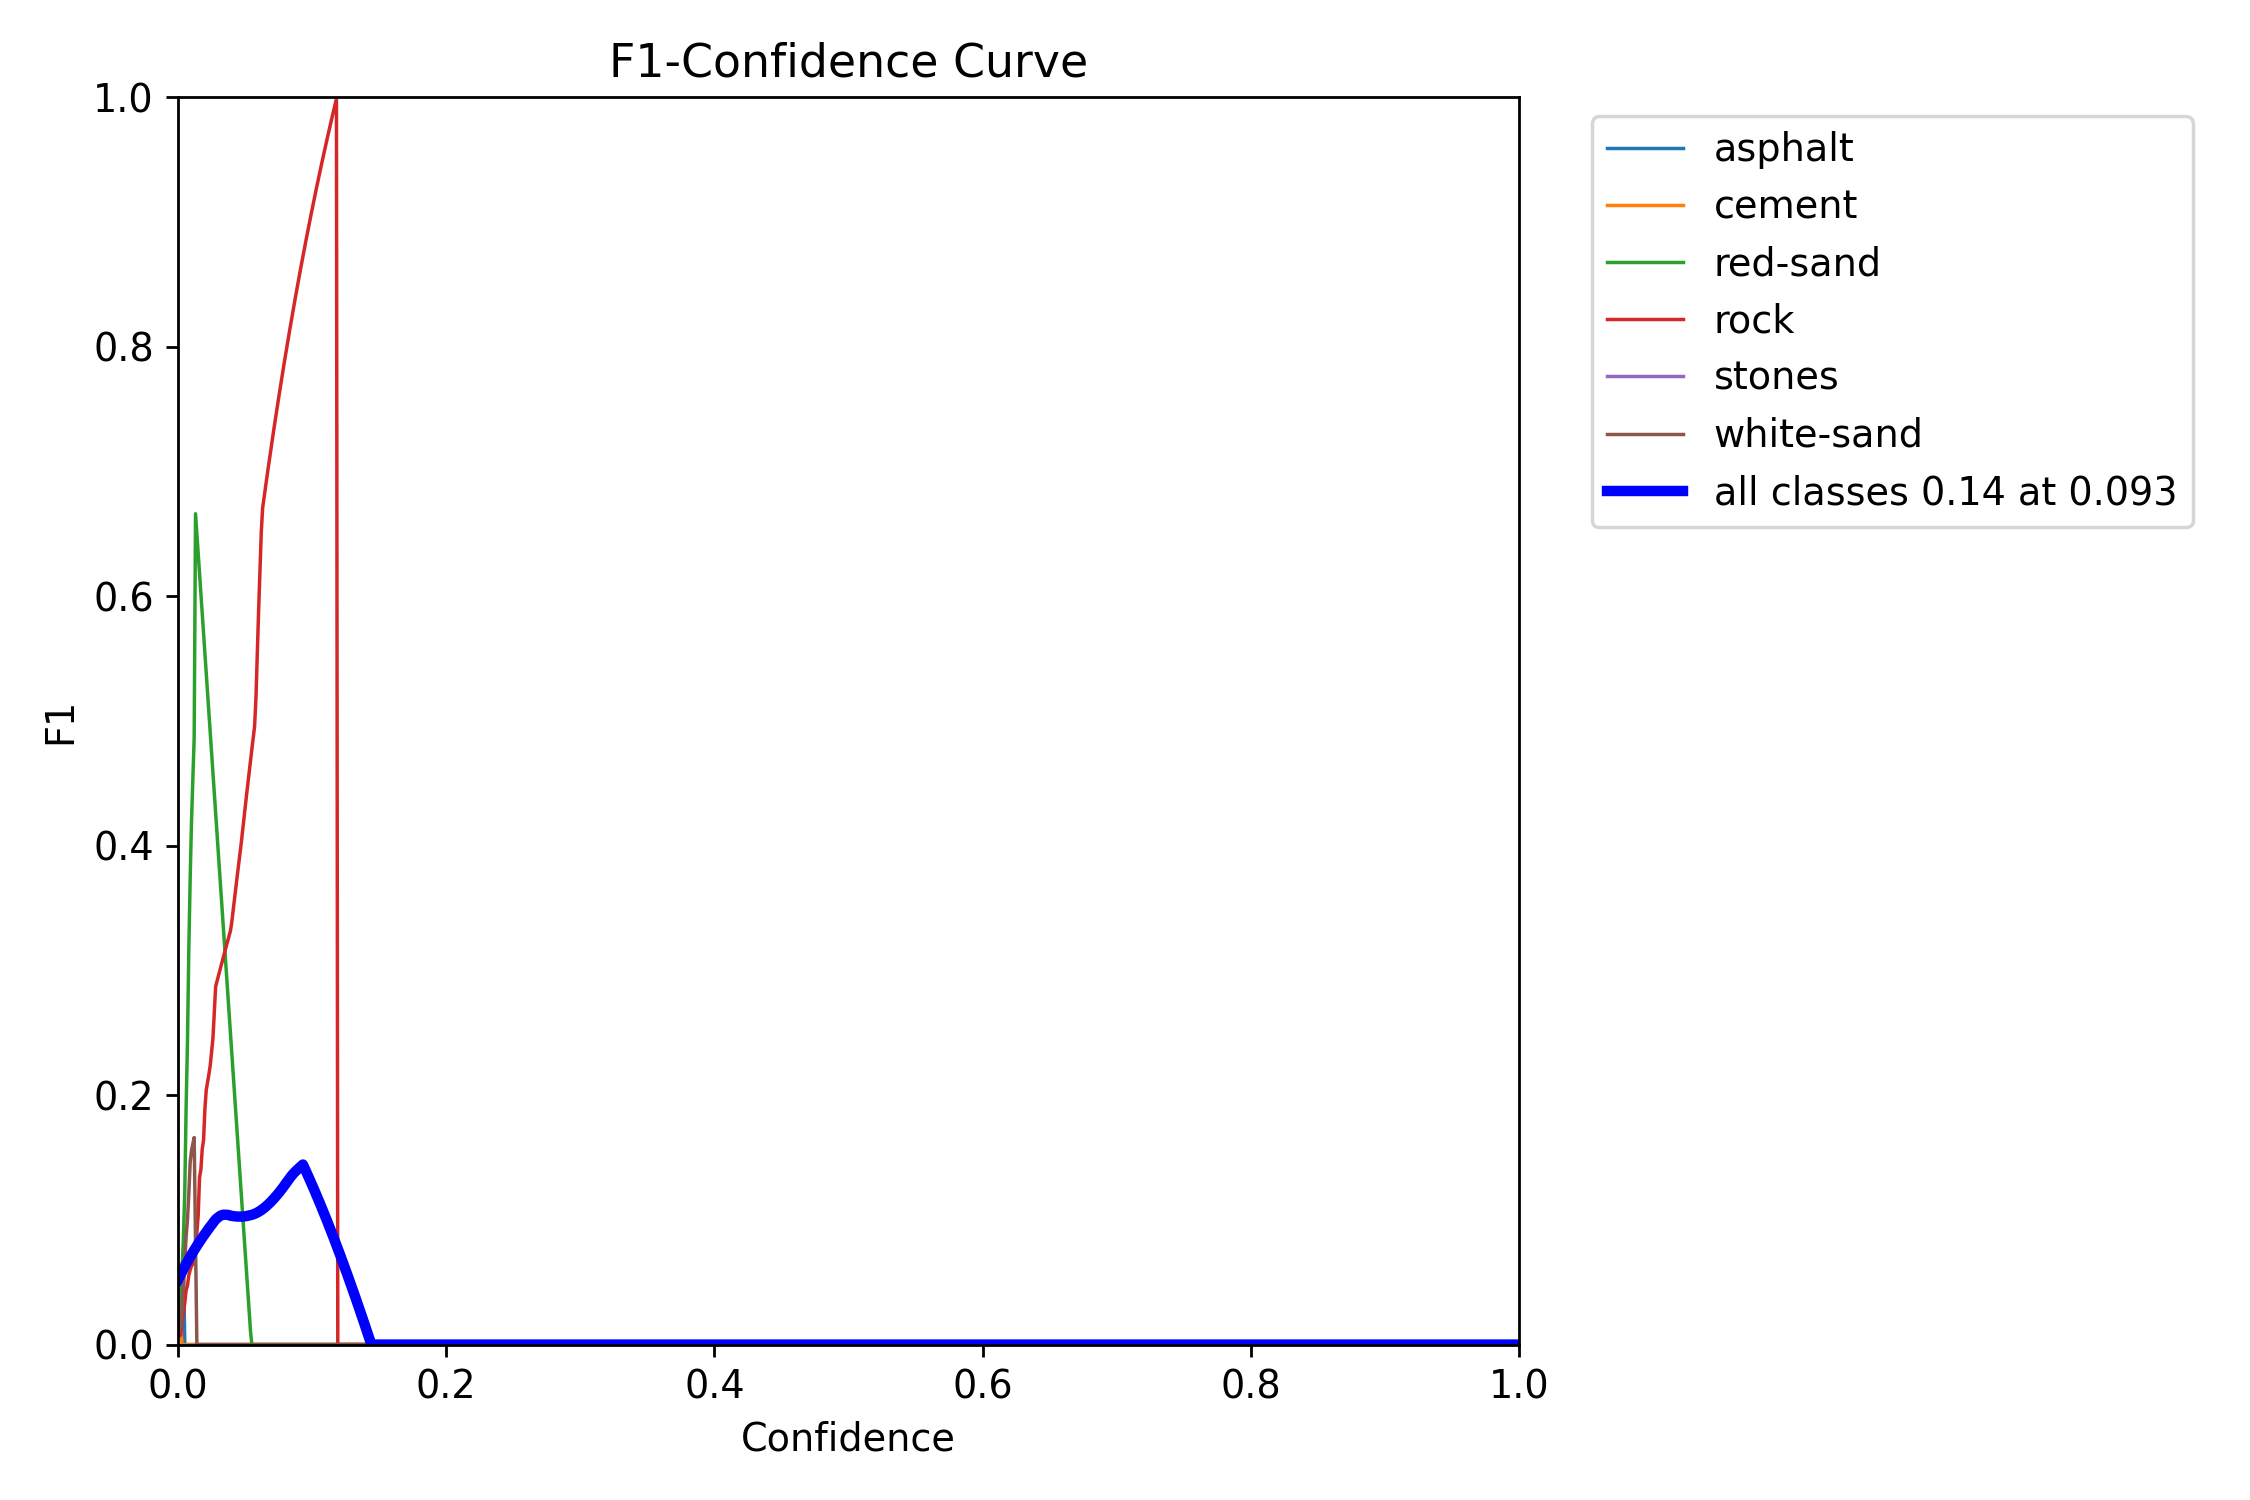 F1-Confidence Curve
1.0
0.8
0.6
0.4
0.2
0.0
F1
0.0 0.2 0.4 0.6 0.8 1.0
Confidence
asphalt
cement
red-sand
rock
stones
white-sand
all classes 0.14 at 0.093